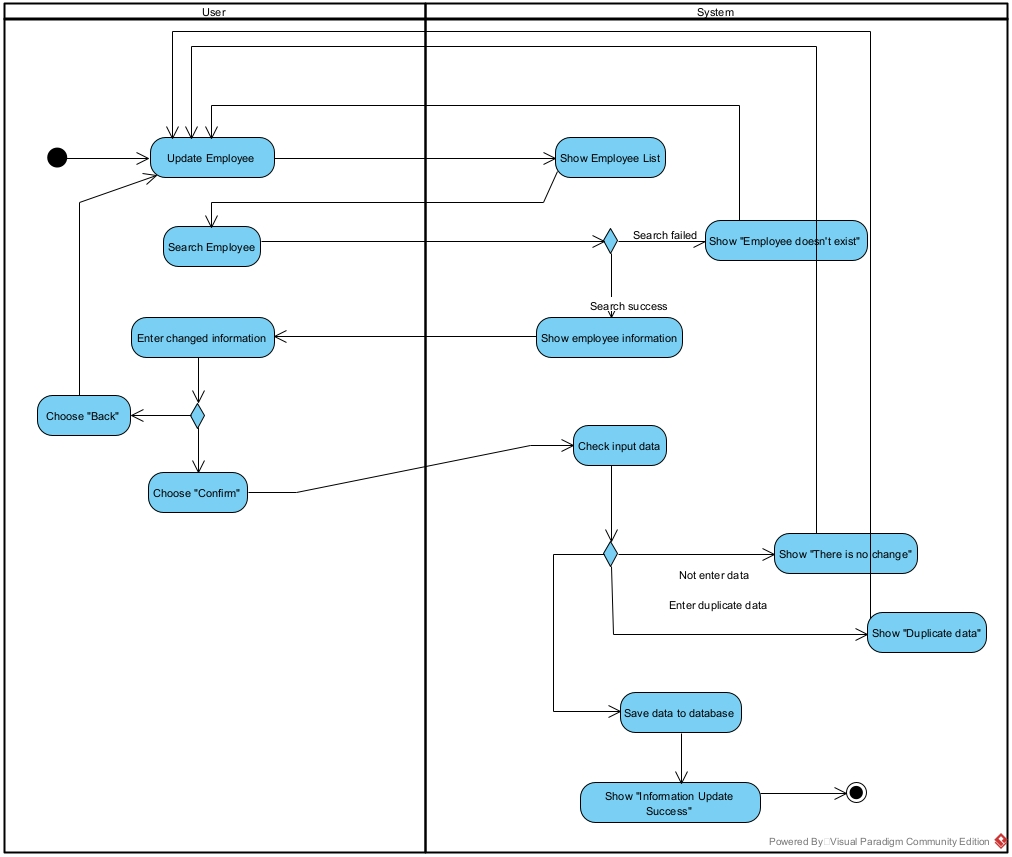 User
System
Update Employee
Show Employee List
Search Employee
Search failed
Show "Employee doesn't exist"
Search success
Enter changed information
Show employee information
Choose "Back"
Check input data
Choose "Confirm"
Show "There is no change"
Not enter data
Enter duplicate data
Show "Duplicate data"
Save data to database
Show "Information Update
Success"
Powered By Visual Paradigm Community Edition